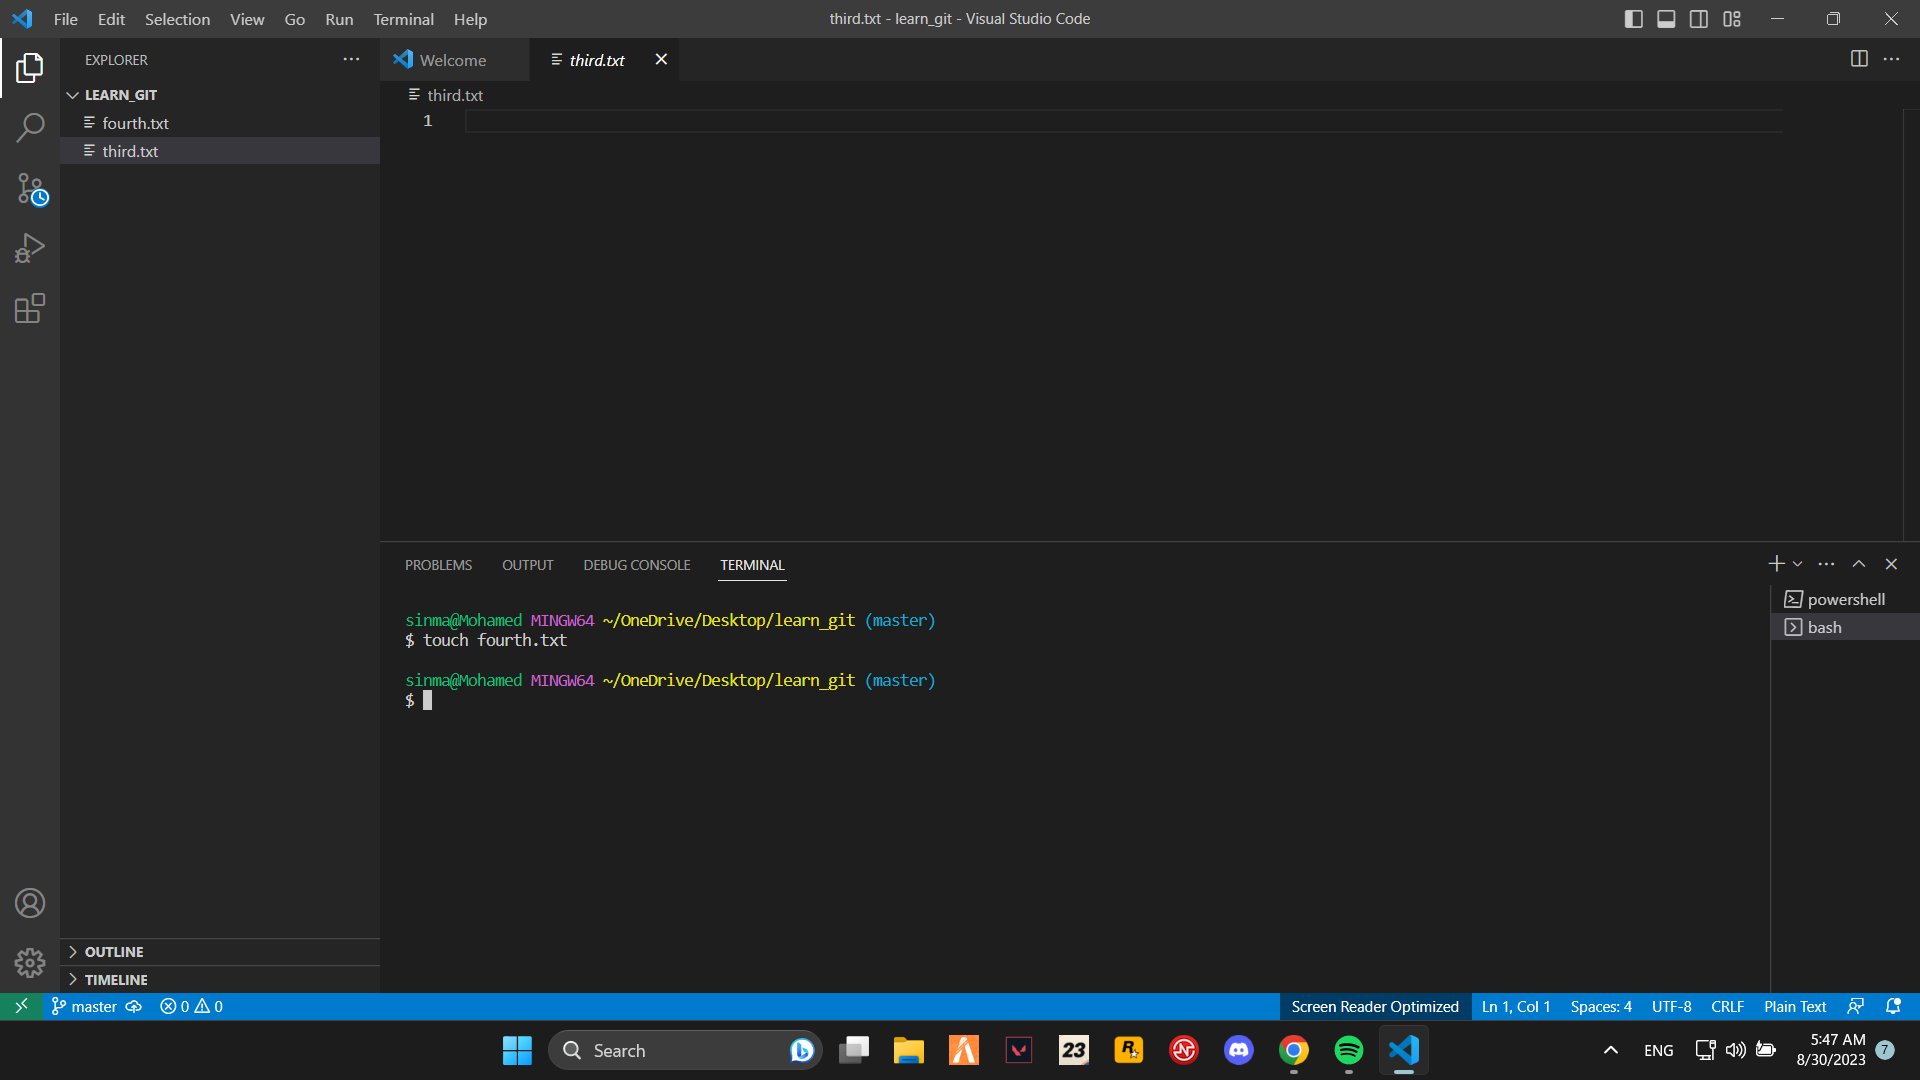 File Edit Selection View Go Run Terminal Help
third.txt - learn_git - Visual Studio Code
EXPLORER
LEARN_GIT
fourth.txt
third.txt
OUTLINE
TIMELINE
Welcome
third.txt
third.txt
1
PROBLEMS OUTPUT DEBUG CONSOLE TERMINAL
sinma@Mohamed MINGW64 ~/OneDrive/Desktop/learn_git (master)
$ touch fourth.txt
sinma@Mohamed MINGW64 ~/OneDrive/Desktop/learn_git (master)
$
powershell
bash
master 0 0
Screen Reader Optimized Ln 1, Col 1 Spaces: 4 UTF-8 CRLF Plain Text
Search
23
R
ENG
5:47 AM
8/30/2023
7